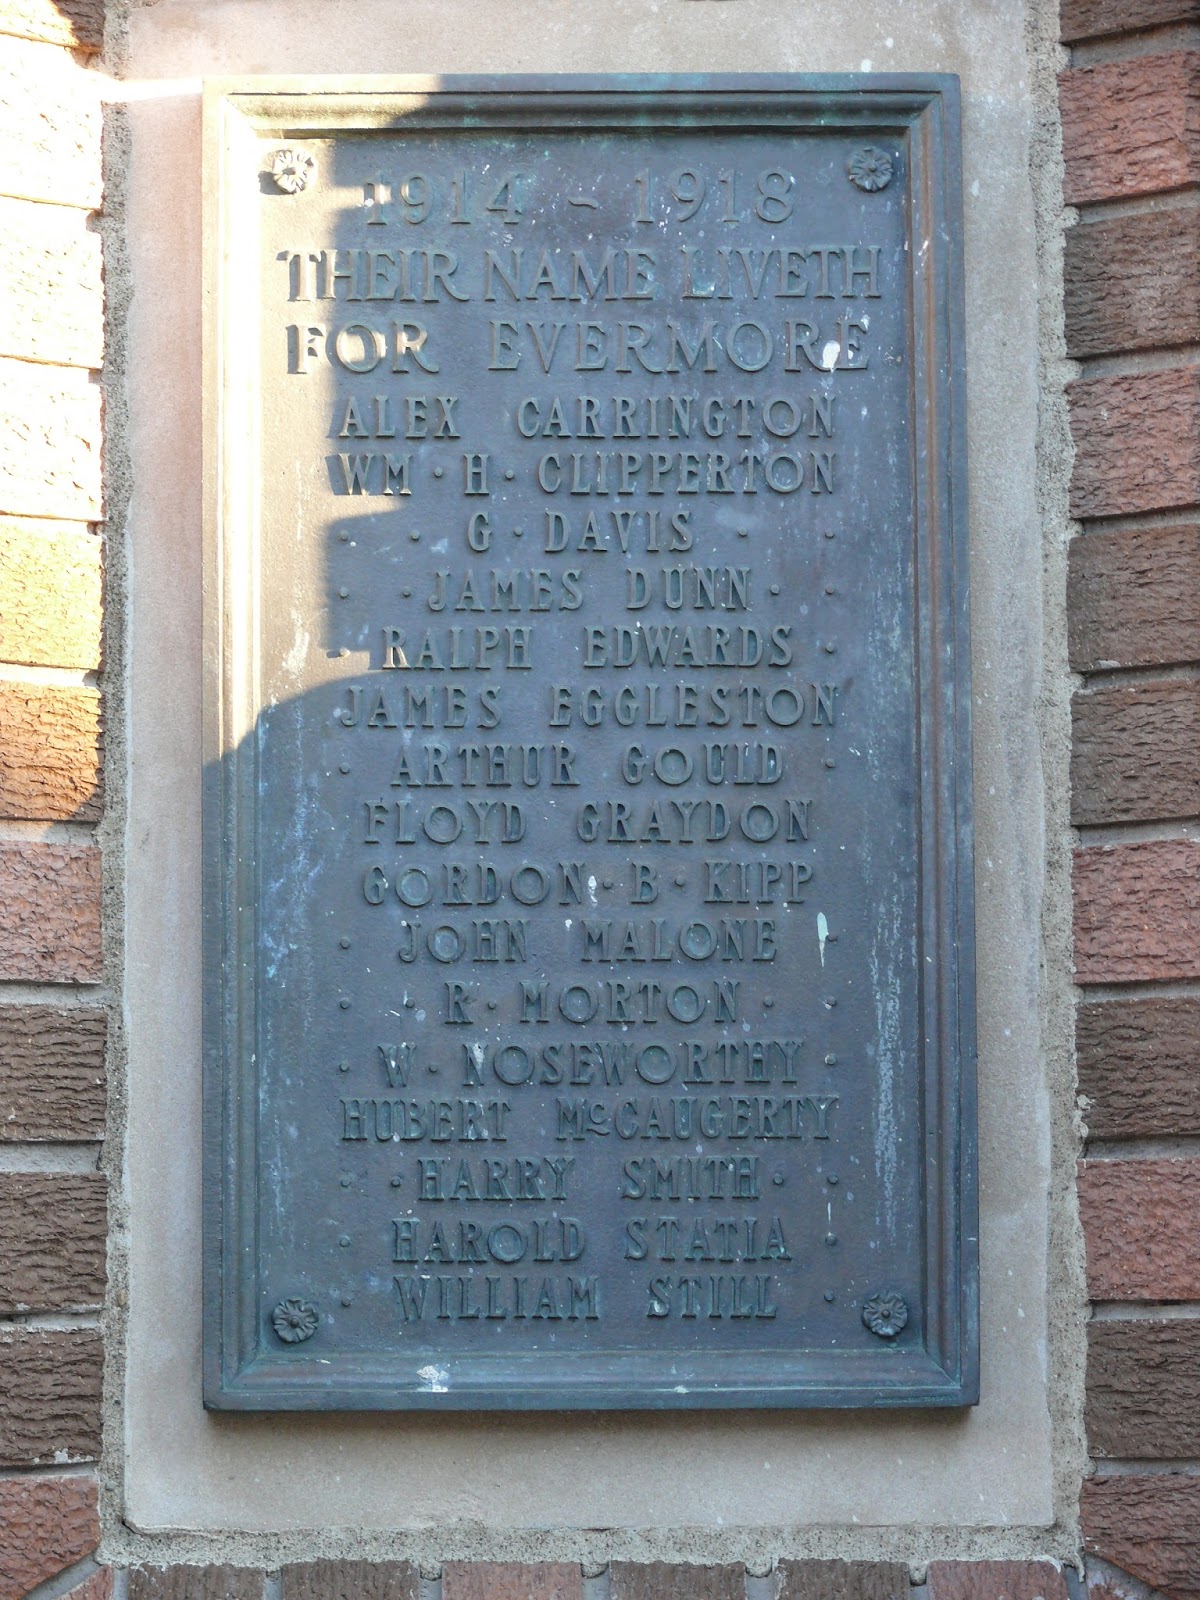 1914 ~ 1918
THEIR NAME LIVETH
FOR EVERMORE
ALEX CARRINGTON
WM · H · CLIPPERTON
· · G · DAVIS · ·
· · JAMES DUNN · ·
· RALPH EDWARDS ·
JAMES EGGLESTON
· ARTHUR GOULD ·
FLOYD GRAYDON
GORDON · B · KIPP
· JOHN MALONE ·
· · R · MORTON · ·
· W · NOSEWORTHY ·
HUBERT McCAUGERTY
· · HARRY SMITH · ·
· HAROLD STATIA ·
· WILLIAM STILL ·